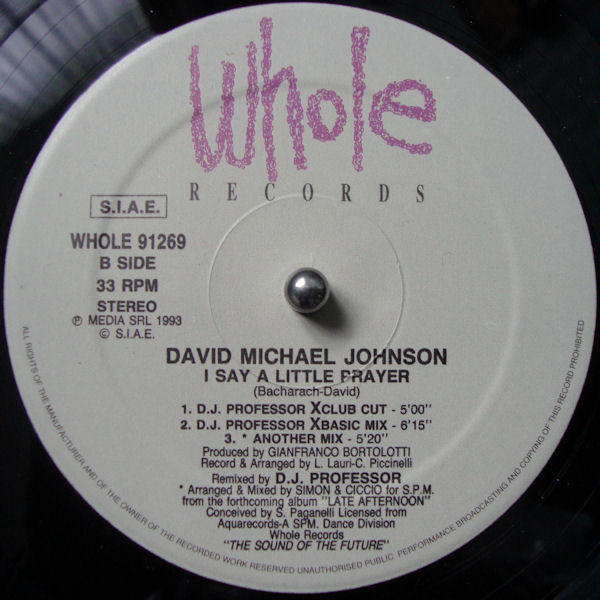 Whole
RECORDS
S.I.A.E.
WHOLE 91269
B SIDE
33 RPM
STEREO
℗ MEDIA SRL 1993
© S.I.A.E.
DAVID MICHAEL JOHNSON
I SAY A LITTLE PRAYER
(Bacharach-David)
1. D.J. PROFESSOR XCLUB CUT - 5'00"
2. D.J. PROFESSOR XBASIC MIX - 6'15"
3. * ANOTHER MIX - 5'20"
Produced by GIANFRANCO BORTOLOTTI
Record & Arranged by L. Lauri-C. Piccinelli
Remixed by D.J. PROFESSOR
* Arranged & Mixed by SIMON & CICCIO for S.P.M.
from the forthcoming album "LATE AFTERNOON"
Conceived by S. Paganelli Licensed from
Aquarecords-A SPM. Dance Division
Whole Records
"THE SOUND OF THE FUTURE"
ALL RIGHTS OF THE MANUFACTURER AND OF THE OWNER OF THE RECORDED WORK RESERVED UNAUTHORISED PUBLIC PERFORMANCE BROADCASTING AND COPYING OF THIS RECORD PROHIBITED